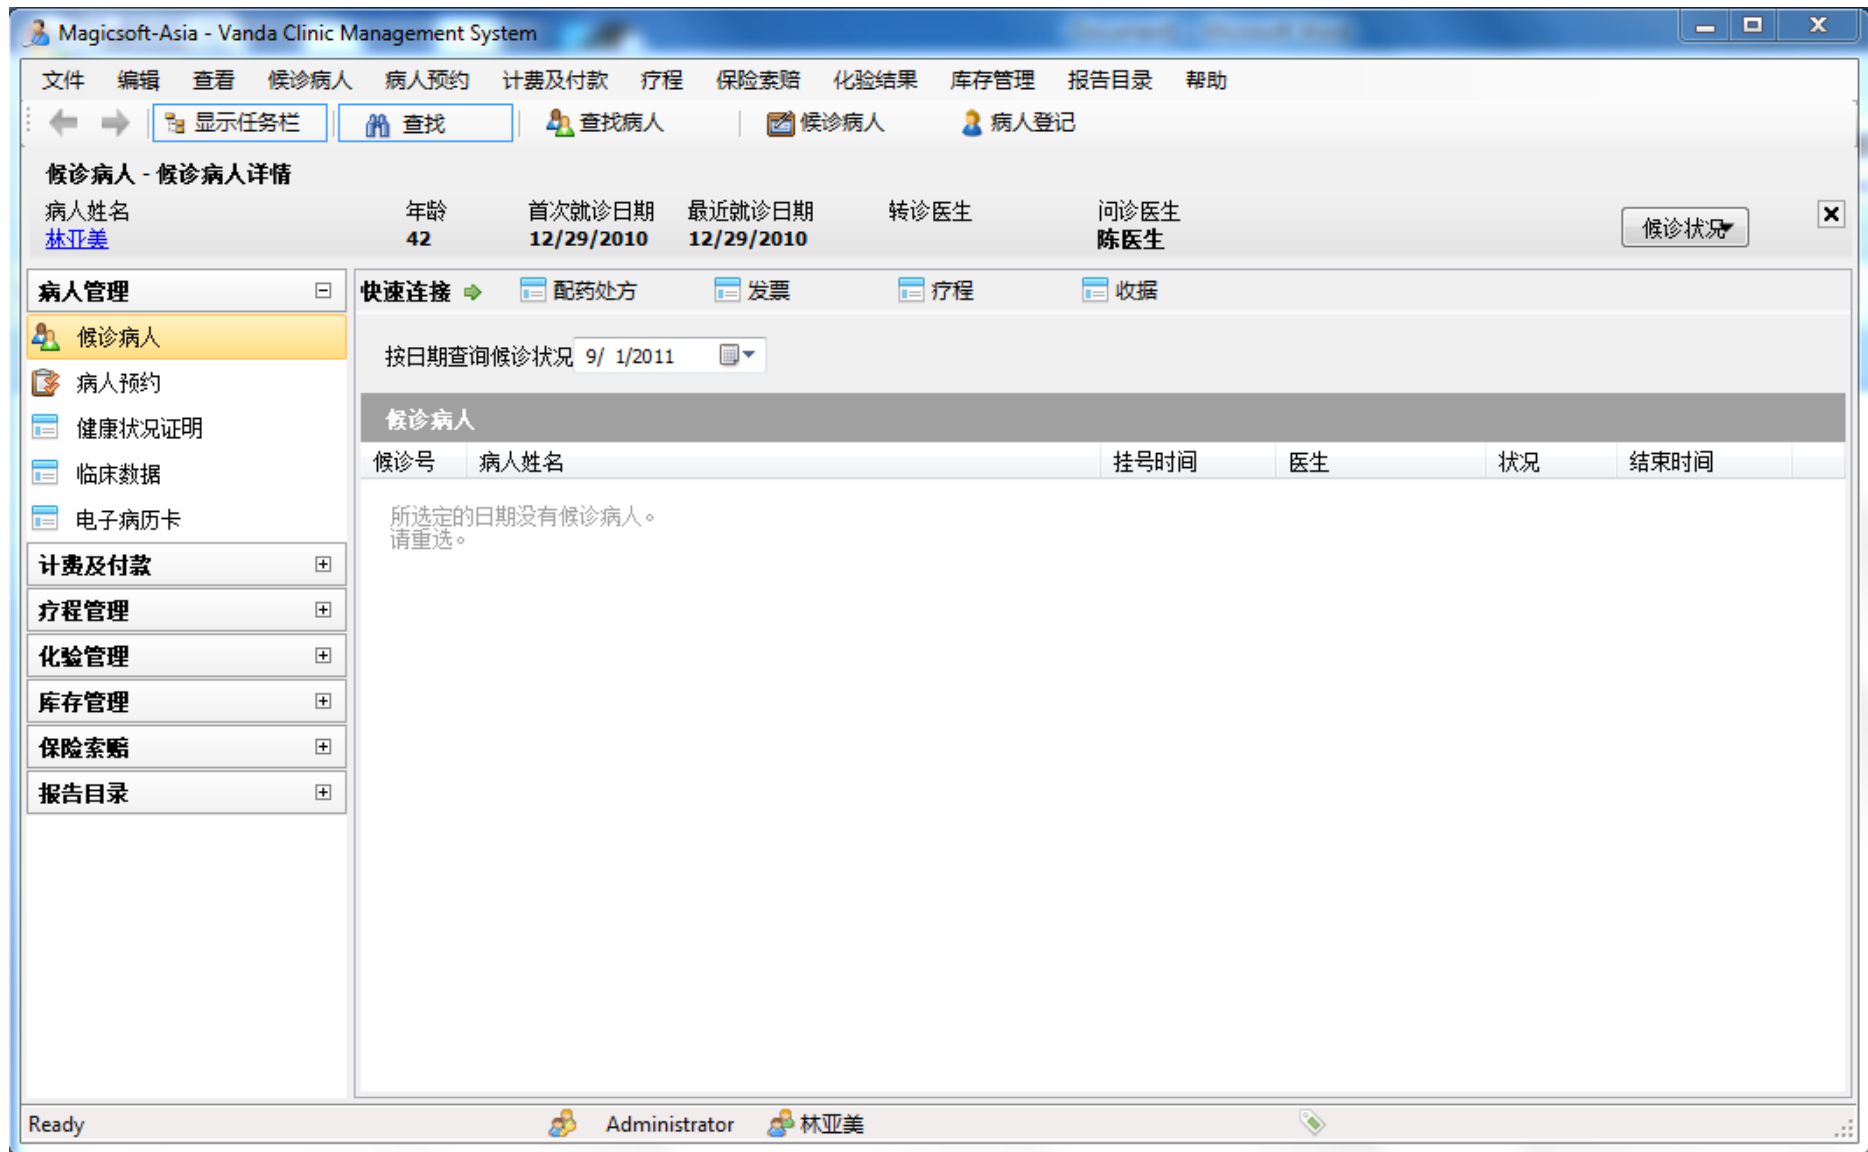 Magicsoft-Asia - Vanda Clinic Management System
文件 编辑 查看 候诊病人 病人预约 计费及付款 疗程 保险索赔 化验结果 库存管理 报告目录 帮助
显示任务栏 查找 查找病人 候诊病人 病人登记
候诊病人 - 候诊病人详情
病人姓名 年龄 首次就诊日期 最近就诊日期 转诊医生 问诊医生
林亚美 42 12/29/2010 12/29/2010 陈医生
候诊状况
病人管理
候诊病人
病人预约
健康状况证明
临床数据
电子病历卡
计费及付款
疗程管理
化验管理
库存管理
保险索赔
报告目录
快速连接 配药处方 发票 疗程 收据
按日期查询候诊状况 9/ 1/2011
候诊病人
候诊号 病人姓名 挂号时间 医生 状况 结束时间
所选定的日期没有候诊病人。
请重选。
Ready Administrator 林亚美